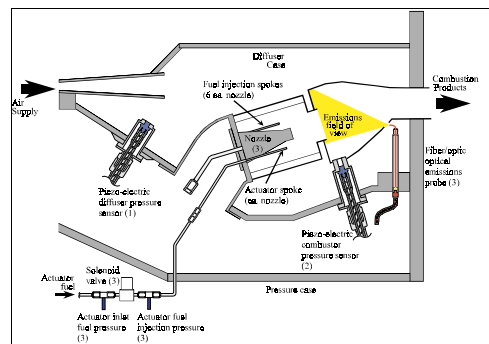 Diffuser
Case
Fuel injection spokes
(6 ea. nozzle)
Combustion
Products
Air
Supply
Emissions
field of
view
Nozzle
(3)
Fiber/optic
optical
emissions
probe (3)
Actuator spoke
(ea. nozzle)
Piezo-electric
diffuser pressure
sensor (1)
Piezo-electric
combustor
pressure sensor
(2)
Solenoid
valve (3)
Actuator
fuel
Pressure case
Actuator inlet
fuel pressure
(3)
Actuator fuel
injection pressure
(3)